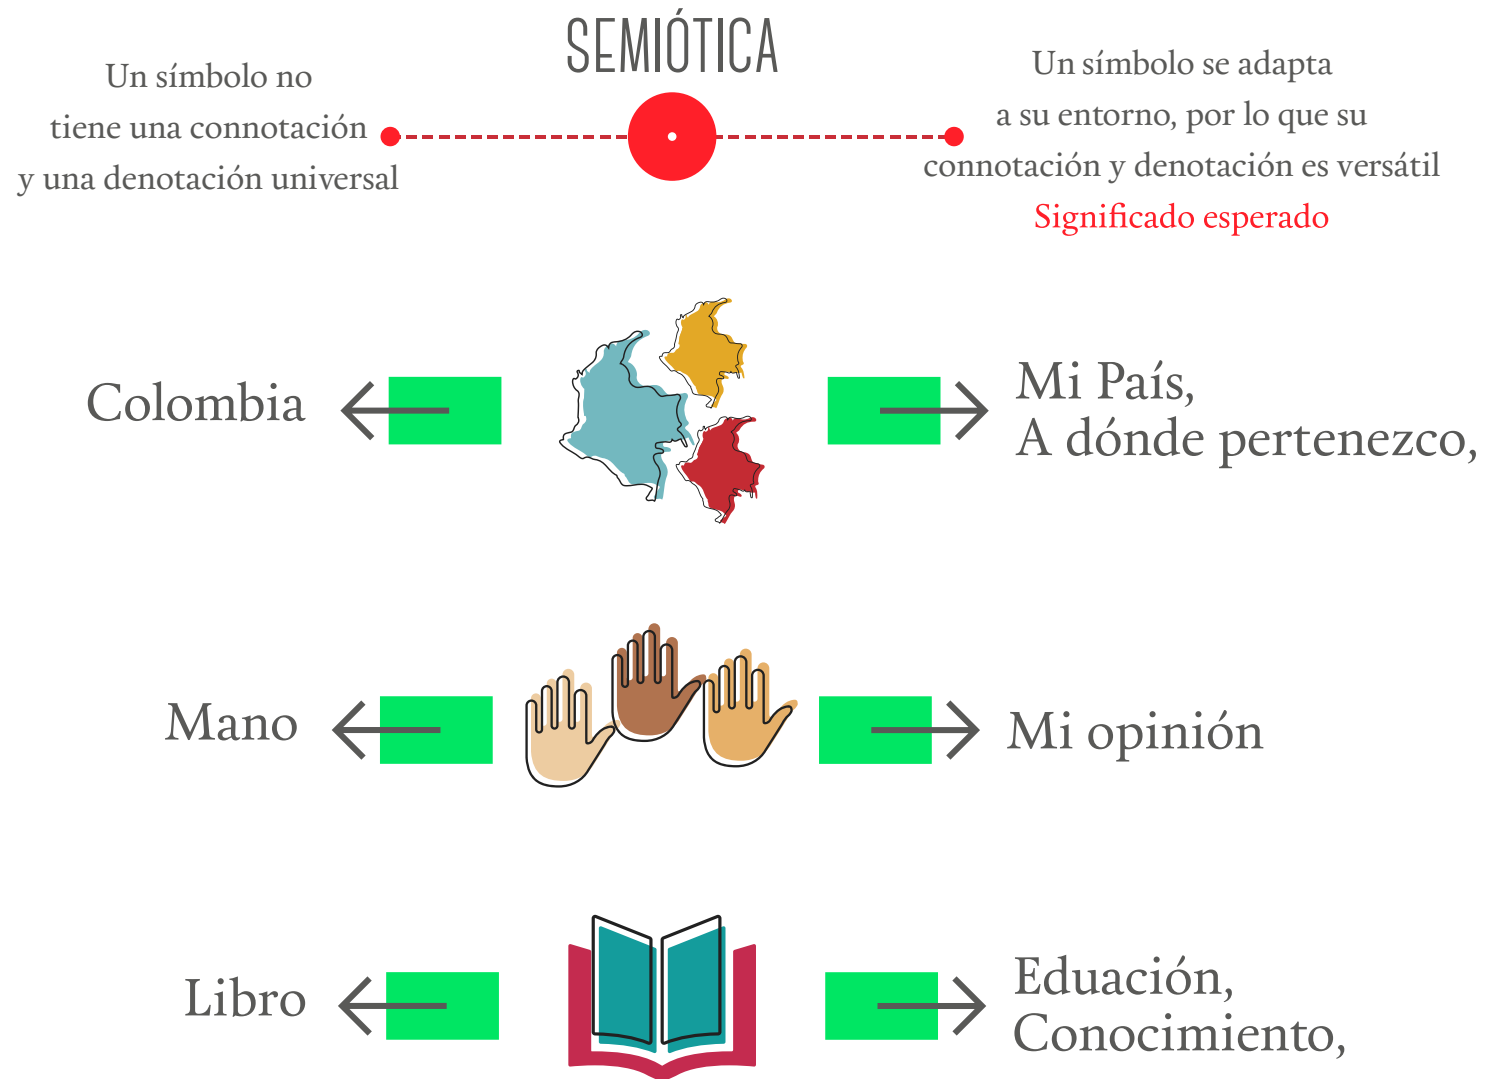 SEMIÓTICA
Un símbolo no
tiene una connotación
y una denotación universal
Un símbolo se adapta
a su entorno, por lo que su
connotación y denotación es versátil
Significado esperado
Colombia
Mi País,
A dónde pertenezco,
Mano
Mi opinión
Libro
Eduación,
Conocimiento,